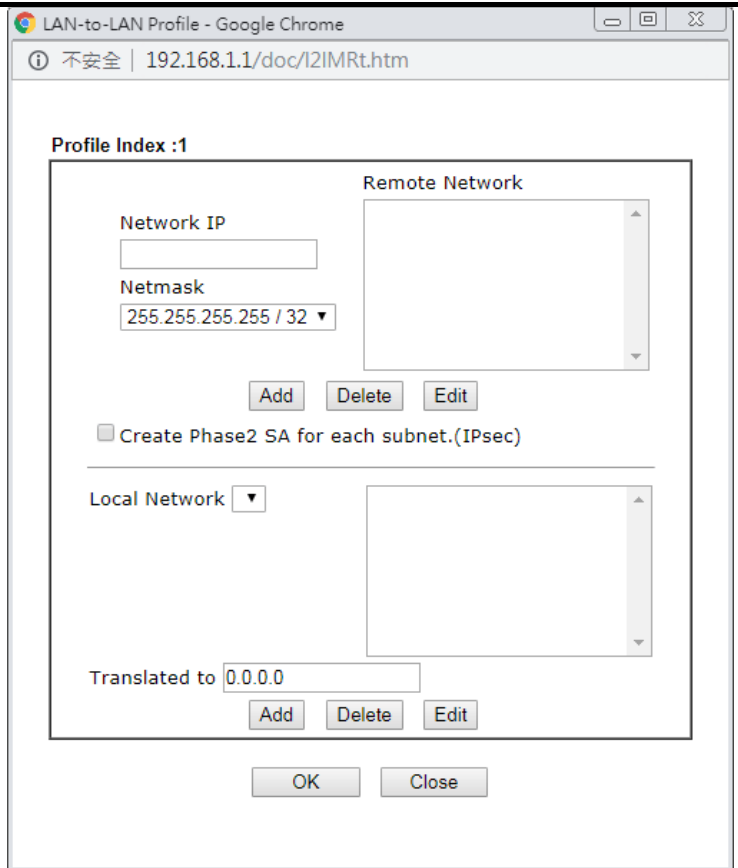 LAN-to-LAN Profile - Google Chrome
不安全 | 192.168.1.1/doc/l2lMRt.htm
Profile Index :1
Remote Network
Network IP
Netmask
255.255.255.255 / 32
Add Delete Edit
Create Phase2 SA for each subnet.(IPsec)
Local Network
Translated to 0.0.0.0
Add Delete Edit
OK Close